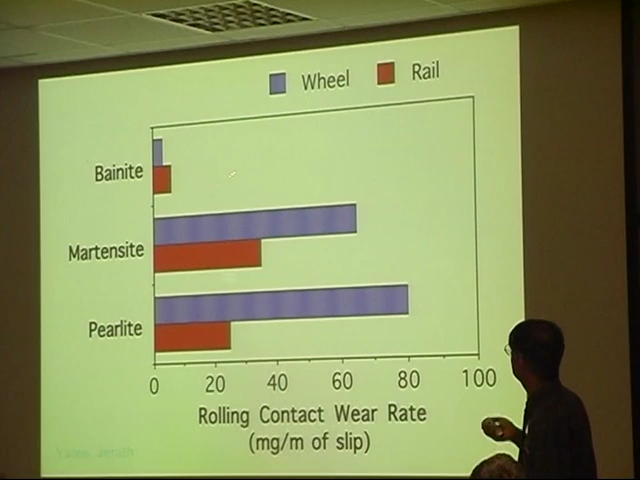 Wheel Rail
Bainite
Martensite
Pearlite
0 20 40 60 80 100
Rolling Contact Wear Rate
(mg/m of slip)